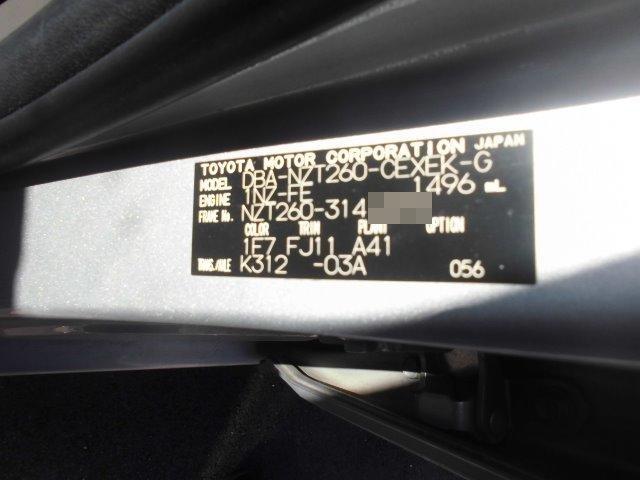 TOYOTA MOTOR CORPORATION JAPAN
MODEL DBA-NZT260-CEXEK-G
ENGINE 1NZ-FE 1496 mL
FRAME No. NZT260-314
COLOR TRIM PLANT OPTION
1F7 FJ11 A41
TRANS./AXLE K312 -03A 056